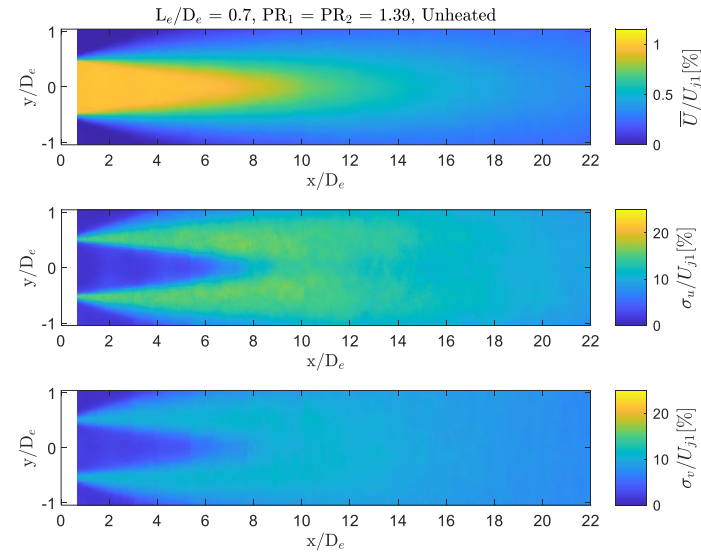 L_e/D_e = 0.7, PR_1 = PR_2 = 1.39, Unheated
1
0
-1
y/D_e
0 2 4 6 8 10 12 14 16 18 20 22
x/D_e
1
0.5
0
U̅/U_{j1}[%]
1
0
-1
y/D_e
0 2 4 6 8 10 12 14 16 18 20 22
x/D_e
20
10
0
σ_u/U_{j1}[%]
1
0
-1
y/D_e
0 2 4 6 8 10 12 14 16 18 20 22
x/D_e
20
10
0
σ_v/U_{j1}[%]